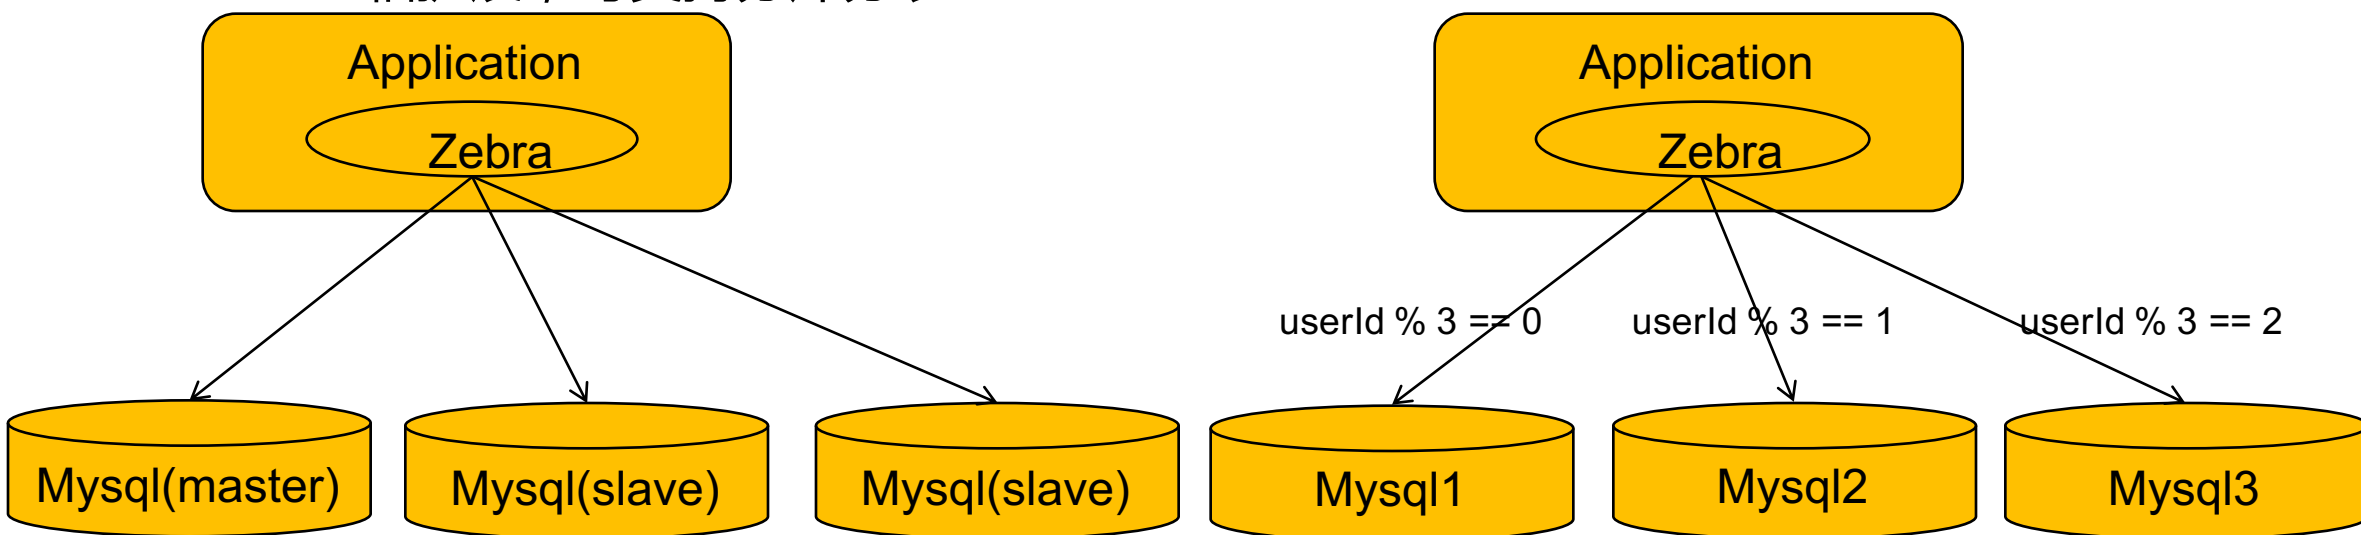 Application
Zebra
Mysql(master)
Mysql(slave)
Mysql(slave)
Application
Zebra
userId % 3 == 0
userId % 3 == 1
userId % 3 == 2
Mysql1
Mysql2
Mysql3